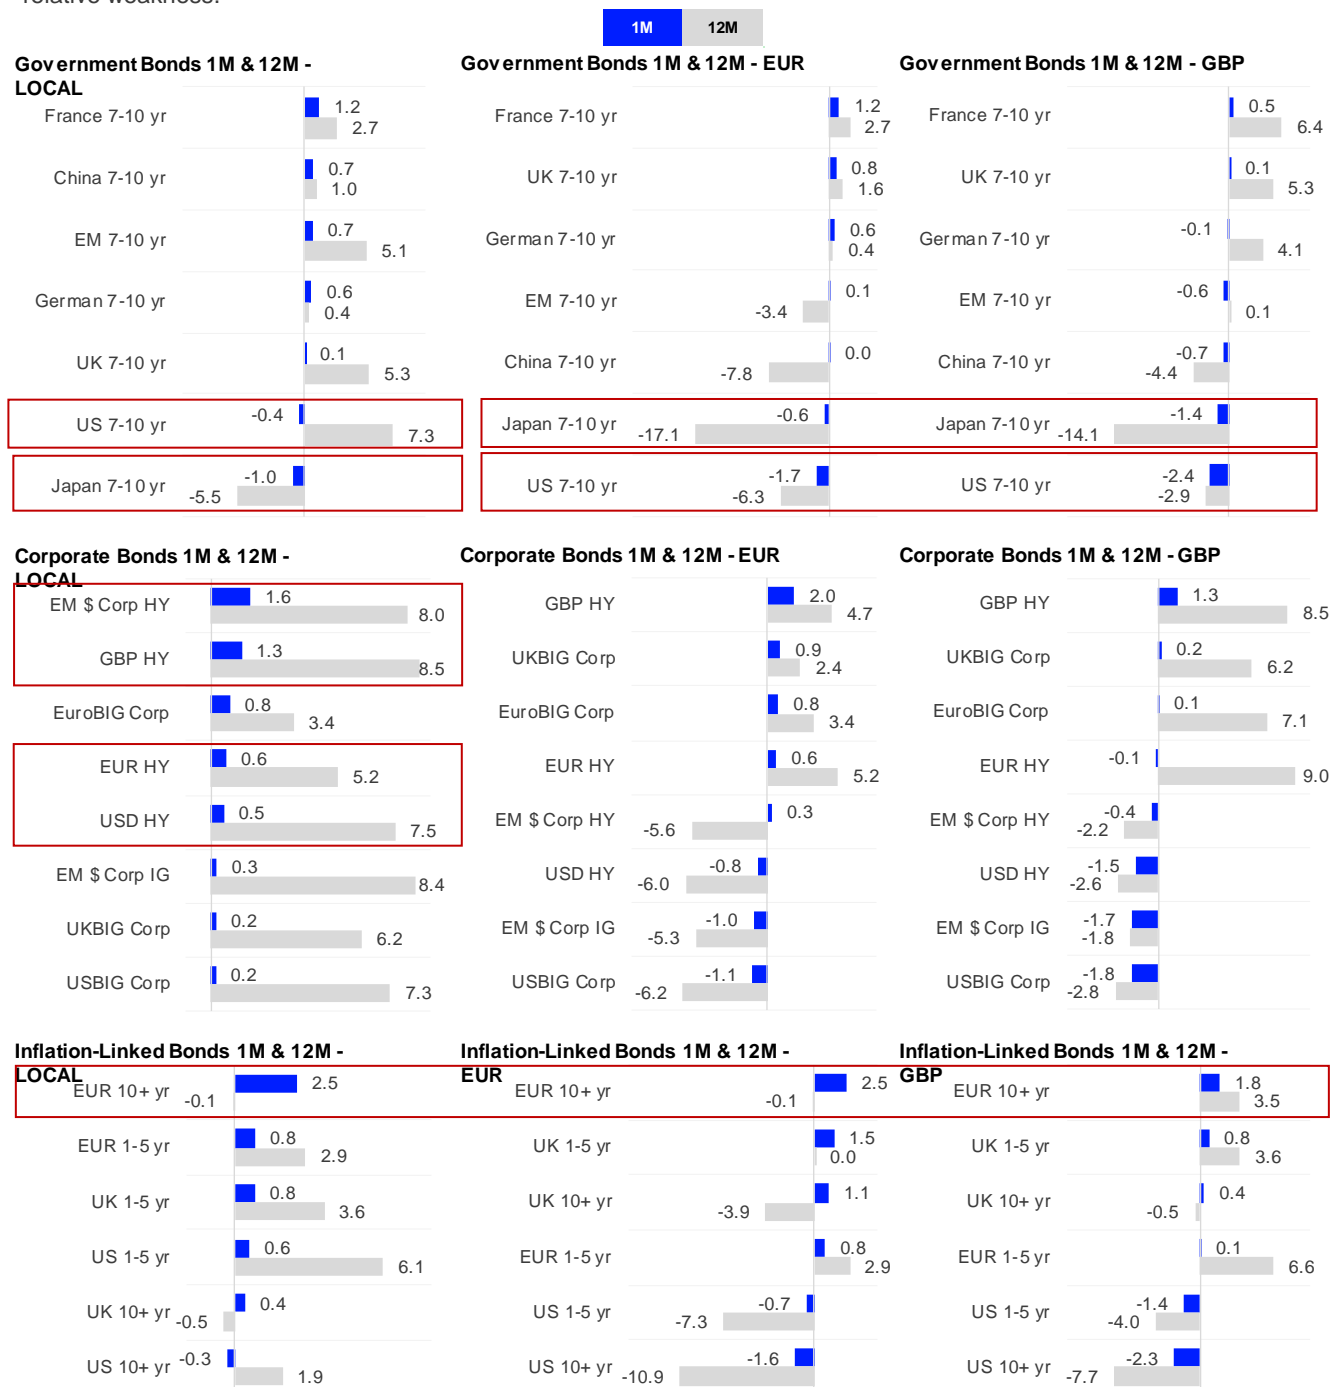 relative weakness.
1M 12M
Government Bonds 1M & 12M - LOCAL
France 7-10 yr 1.2 2.7
China 7-10 yr 0.7 1.0
EM 7-10 yr 0.7 5.1
German 7-10 yr 0.6 0.4
UK 7-10 yr 0.1 5.3
US 7-10 yr -0.4 7.3
Japan 7-10 yr -1.0 -5.5
Government Bonds 1M & 12M - EUR
France 7-10 yr 1.2 2.7
UK 7-10 yr 0.8 1.6
German 7-10 yr 0.6 0.4
EM 7-10 yr 0.1 -3.4
China 7-10 yr 0.0 -7.8
Japan 7-10 yr -0.6 -17.1
US 7-10 yr -1.7 -6.3
Government Bonds 1M & 12M - GBP
France 7-10 yr 0.5 6.4
UK 7-10 yr 0.1 5.3
German 7-10 yr -0.1 4.1
EM 7-10 yr -0.6 0.1
China 7-10 yr -0.7 -4.4
Japan 7-10 yr -1.4 -14.1
US 7-10 yr -2.4 -2.9
Corporate Bonds 1M & 12M - LOCAL
EM $ Corp HY 1.6 8.0
GBP HY 1.3 8.5
EuroBIG Corp 0.8 3.4
EUR HY 0.6 5.2
USD HY 0.5 7.5
EM $ Corp IG 0.3 8.4
UKBIG Corp 0.2 6.2
USBIG Corp 0.2 7.3
Corporate Bonds 1M & 12M - EUR
GBP HY 2.0 4.7
UKBIG Corp 0.9 2.4
EuroBIG Corp 0.8 3.4
EUR HY 0.6 5.2
EM $ Corp HY 0.3 -5.6
USD HY -0.8 -6.0
EM $ Corp IG -1.0 -5.3
USBIG Corp -1.1 -6.2
Corporate Bonds 1M & 12M - GBP
GBP HY 1.3 8.5
UKBIG Corp 0.2 6.2
EuroBIG Corp 0.1 7.1
EUR HY -0.1 9.0
EM $ Corp HY -0.4 -2.2
USD HY -1.5 -2.6
EM $ Corp IG -1.7 -1.8
USBIG Corp -1.8 -2.8
Inflation-Linked Bonds 1M & 12M - LOCAL
EUR 10+ yr 2.5 -0.1
EUR 1-5 yr 0.8 2.9
UK 1-5 yr 0.8 3.6
US 1-5 yr 0.6 6.1
UK 10+ yr 0.4 -0.5
US 10+ yr -0.3 1.9
Inflation-Linked Bonds 1M & 12M - EUR
EUR 10+ yr 2.5 -0.1
UK 1-5 yr 1.5 0.0
UK 10+ yr 1.1 -3.9
EUR 1-5 yr 0.8 2.9
US 1-5 yr -0.7 -7.3
US 10+ yr -1.6 -10.9
Inflation-Linked Bonds 1M & 12M - GBP
EUR 10+ yr 1.8 3.5
UK 1-5 yr 0.8 3.6
UK 10+ yr 0.4 -0.5
EUR 1-5 yr 0.1 6.6
US 1-5 yr -1.4 -4.0
US 10+ yr -2.3 -7.7